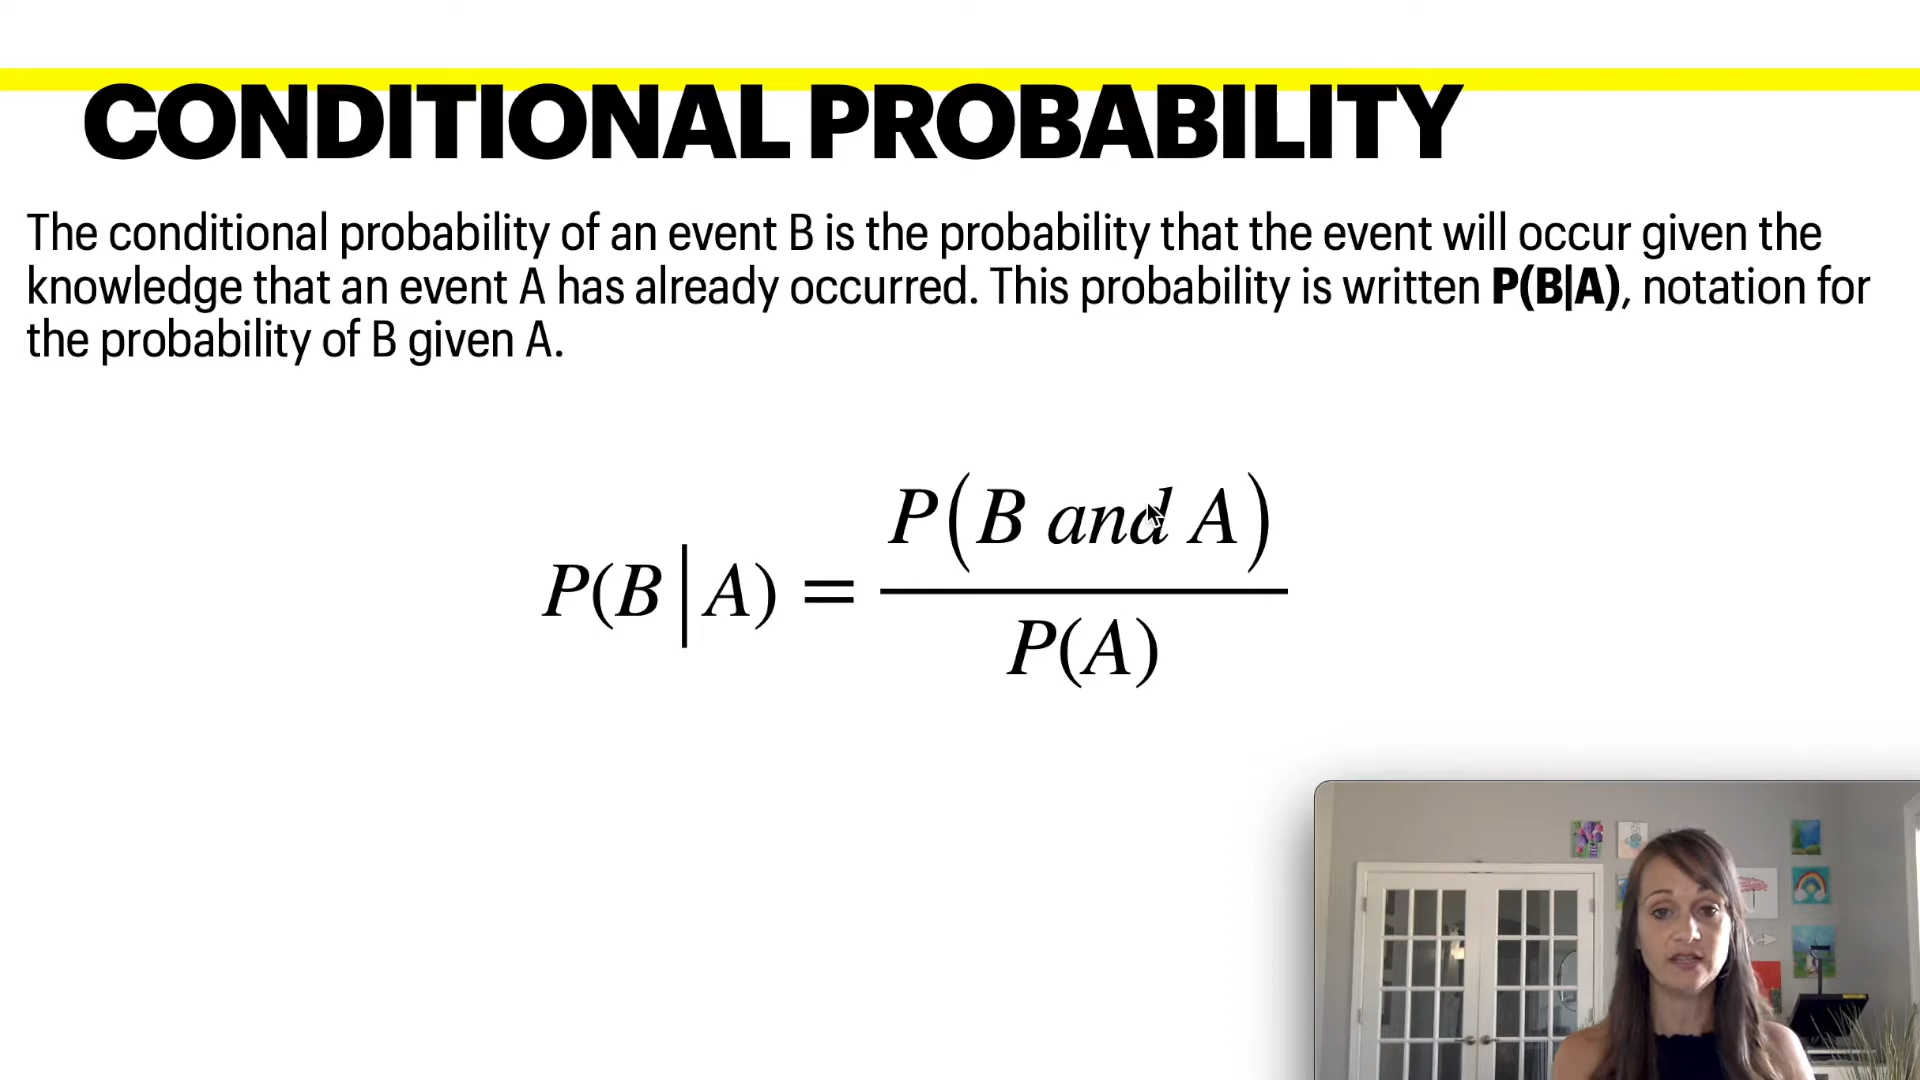 CONDITIONAL PROBABILITY
The conditional probability of an event B is the probability that the event will occur given the
knowledge that an event A has already occurred. This probability is written P(B|A), notation for
the probability of B given A.
P(B|A) = P(B and A) / P(A)